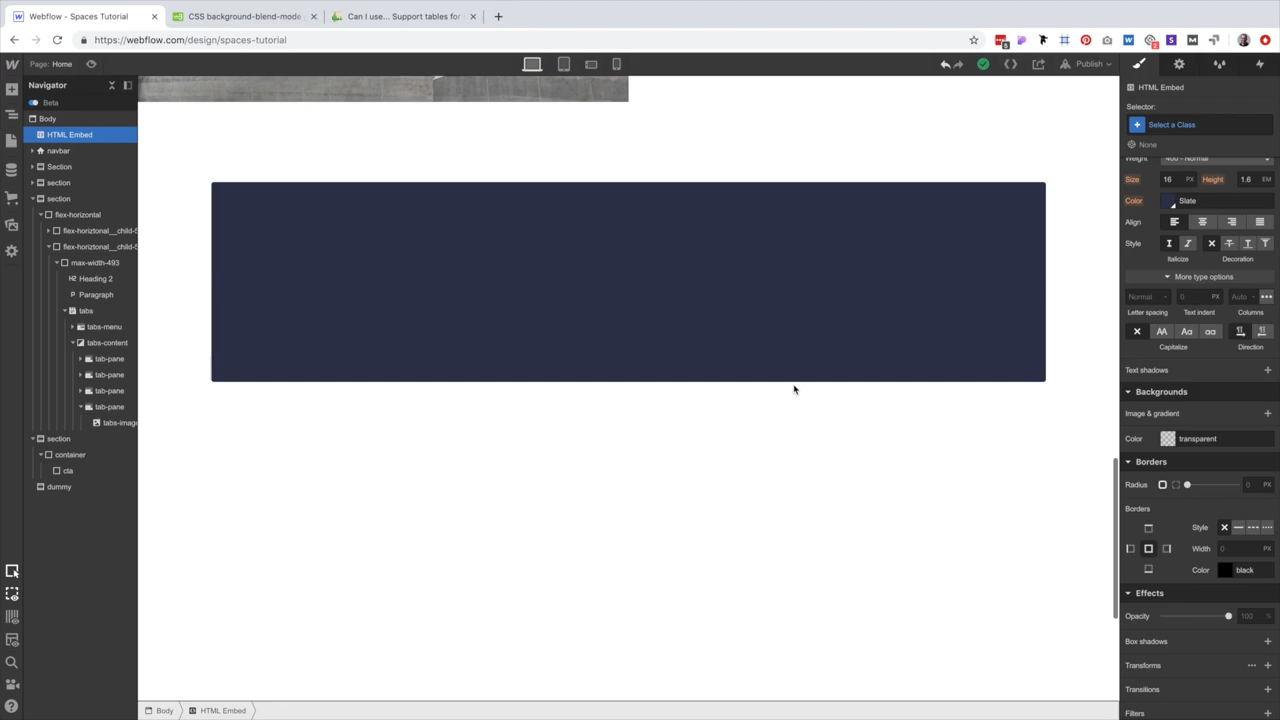 Webflow - Spaces Tutorial
CSS background-blend-mode p
Can I use... Support tables for
https://webflow.com/design/spaces-tutorial
Page: Home
Publish
Navigator
Beta
Body
HTML Embed
navbar
Section
section
section
flex-horizontal
flex-horiztonal__child-5
flex-horiztonal__child-5
max-width-493
H2 Heading 2
P Paragraph
tabs
tabs-menu
tabs-content
tab-pane
tab-pane
tab-pane
tab-pane
tabs-image
section
container
cta
dummy
Body
HTML Embed
HTML Embed
Selector:
Select a Class
None
Weight 400 - Normal
Size 16 PX Height 1.6 EM
Color Slate
Align
Style
Italicize Decoration
More type options
Normal 0 PX Auto
Letter spacing Text indent Columns
AA Aa aa
Capitalize Direction
Text shadows
Backgrounds
Image & gradient
Color transparent
Borders
Radius 0 PX
Borders
Style
Width 0 PX
Color black
Effects
Opacity 100 %
Box shadows
Transforms
Transitions
Filters